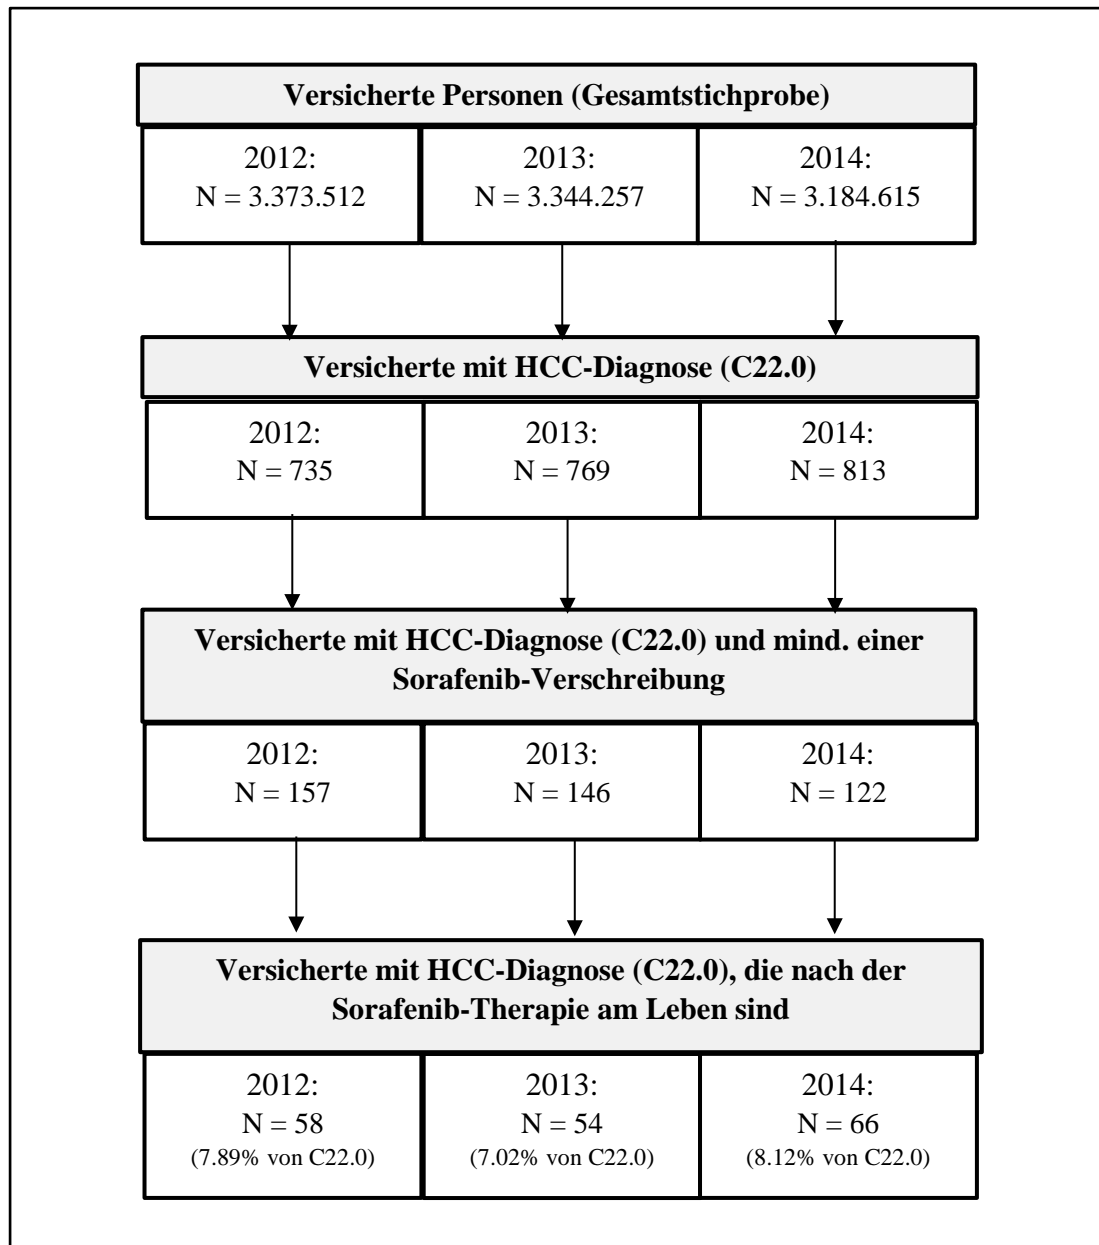 Versicherte Personen (Gesamtstichprobe)
2012:
N = 3.373.512
2013:
N = 3.344.257
2014:
N = 3.184.615
Versicherte mit HCC-Diagnose (C22.0)
2012:
N = 735
2013:
N = 769
2014:
N = 813
Versicherte mit HCC-Diagnose (C22.0) und mind. einer
Sorafenib-Verschreibung
2012:
N = 157
2013:
N = 146
2014:
N = 122
Versicherte mit HCC-Diagnose (C22.0), die nach der
Sorafenib-Therapie am Leben sind
2012:
N = 58
(7.89% von C22.0)
2013:
N = 54
(7.02% von C22.0)
2014:
N = 66
(8.12% von C22.0)